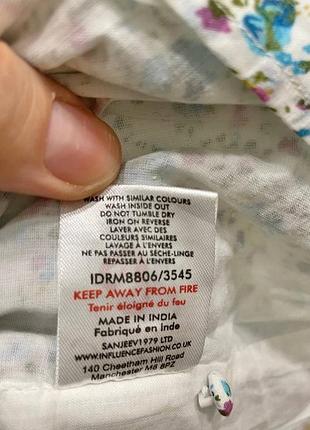 WASH WITH SIMILAR COLOURS
WASH INSIDE OUT
DO NOT TUMBLE DRY
IRON ON REVERSE
LAVER AVEC DES
COULEURS SIMILAIRES
LAVAGE À L'ENVERS
NE PAS PASSER AU SÈCHE-LINGE
REPASSER À L'ENVERS
IDRM8806/3545
KEEP AWAY FROM FIRE
Tenir éloigné du feu
MADE IN INDIA
Fabriqué en Inde
SANJEEV1979 LTD
WWW.INFLUENCEFASHION.CO.UK
140 Cheetham Hill Road
Manchester M8 8PZ